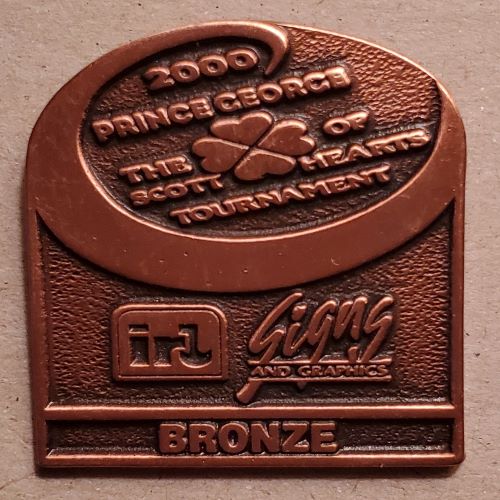 2000
PRINCE GEORGE
THE OF
SCOTT HEARTS
TOURNAMENT
Signs
AND GRAPHICS
BRONZE